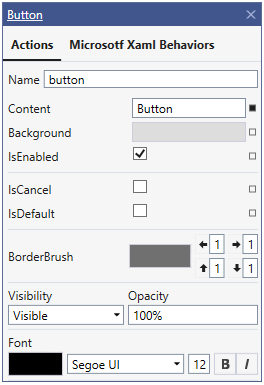 Button
Actions Microsotf Xaml Behaviors
Name button
Content Button
Background
IsEnabled
IsCancel
IsDefault
BorderBrush 1 1
1 1
Visibility Opacity
Visible 100%
Font
Segoe UI 12 B I